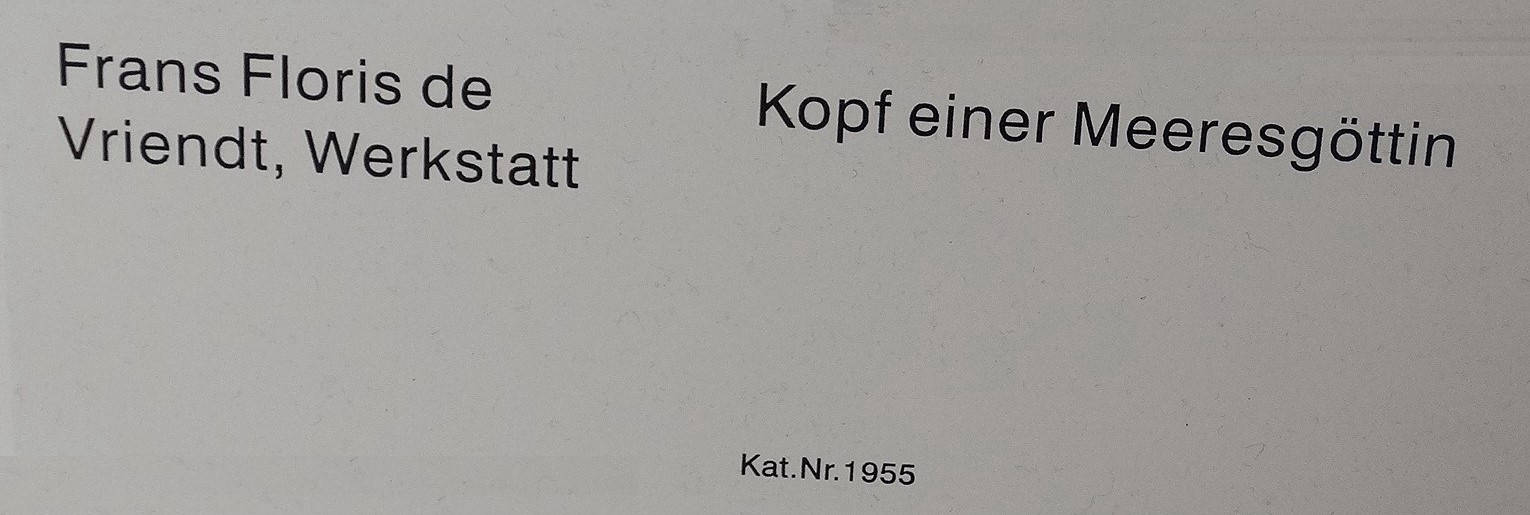 Frans Floris de
Vriendt, Werkstatt
Kopf einer Meeresgöttin
Kat.Nr.1955